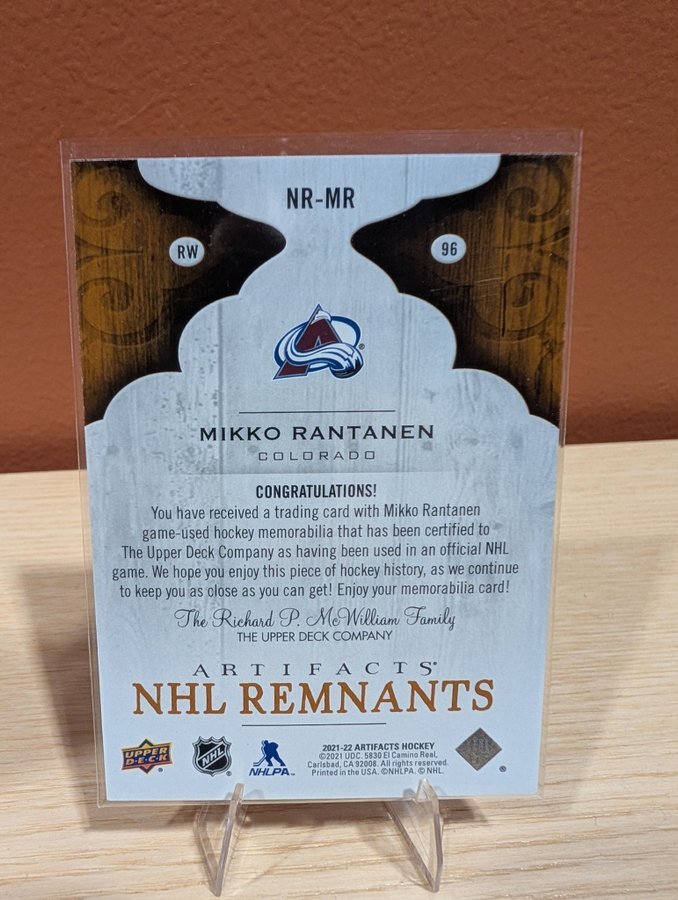 NR-MR
RW
96
A
®
MIKKO RANTANEN
COLORADO
CONGRATULATIONS!
You have received a trading card with Mikko Rantanen
game-used hockey memorabilia that has been certified to
The Upper Deck Company as having been used in an official NHL
game. We hope you enjoy this piece of hockey history, as we continue
to keep you as close as you can get! Enjoy your memorabilia card!
The Richard P. McWilliam Family
THE UPPER DECK COMPANY
ARTIFACTS®
NHL REMNANTS
UPPER
DECK
NHL
NHLPA
2021-22 ARTIFACTS HOCKEY
©2021 UDC. 5830 El Camino Real,
Carlsbad, CA 92008. All rights reserved.
Printed in the USA. ©NHLPA. © NHL.
®